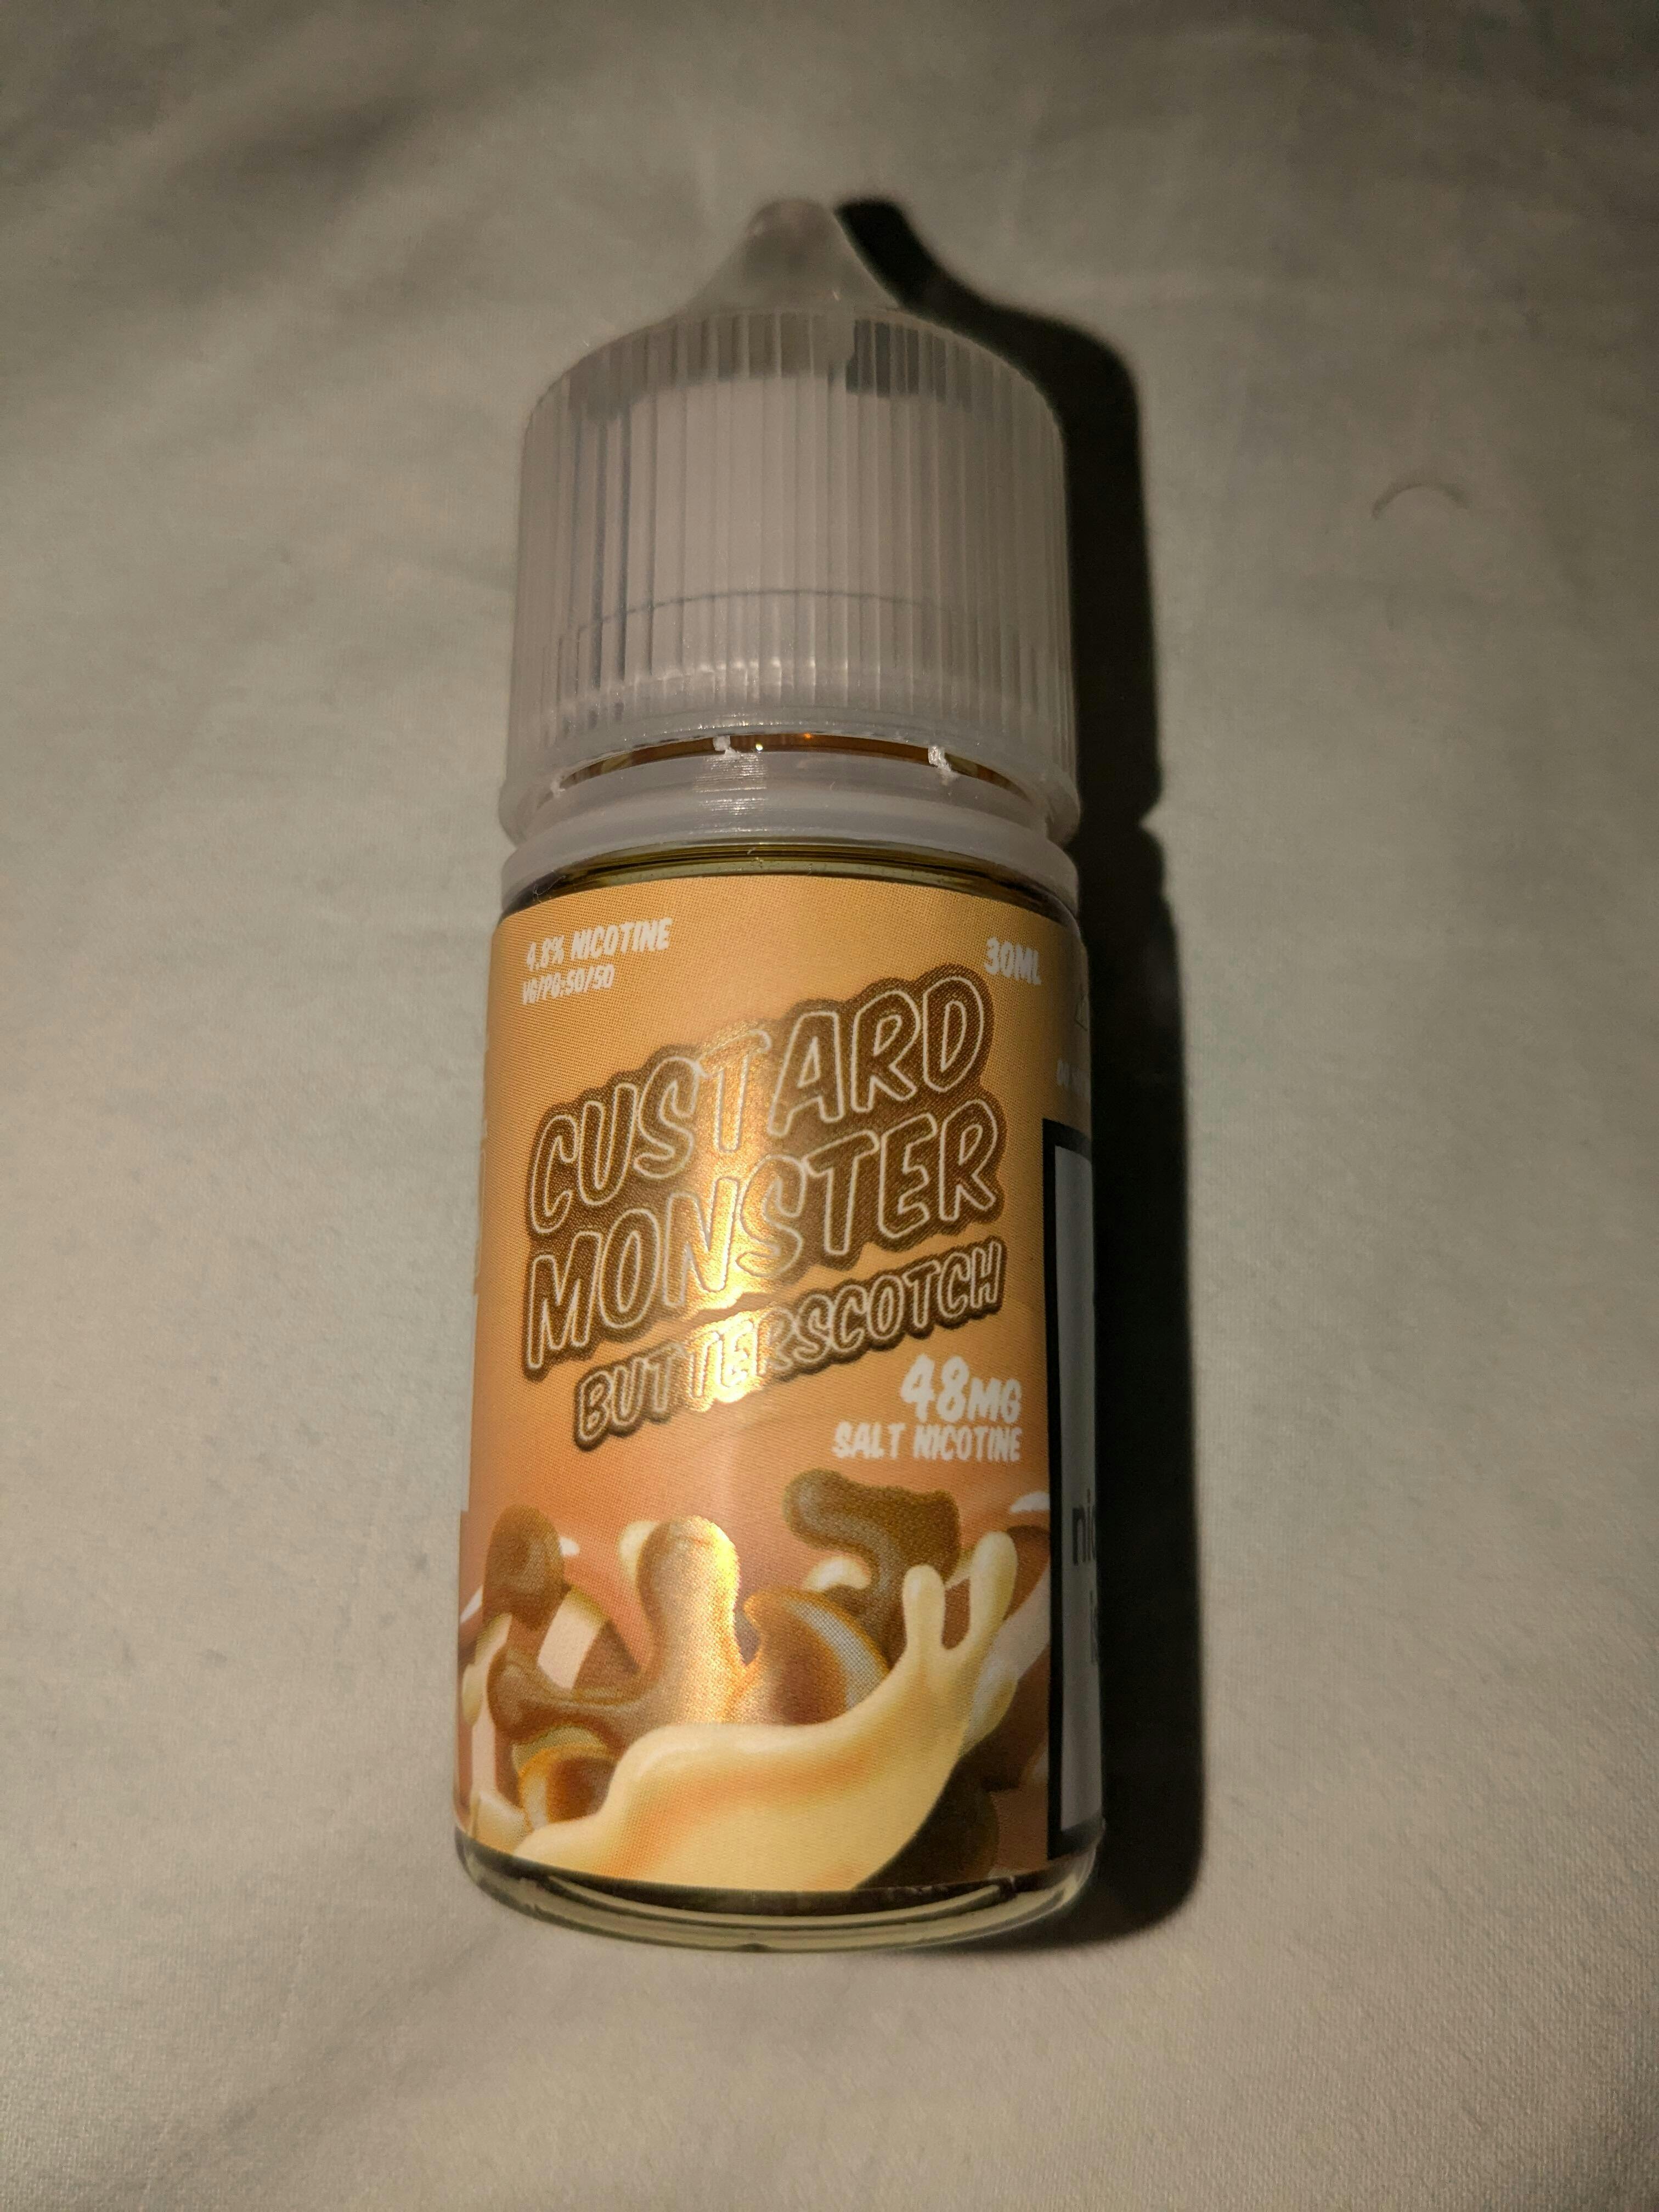 4.8% NICOTINE
VG/PG:50/50
30ML
CUSTARD
MONSTER
BUTTERSCOTCH
48MG
SALT NICOTINE